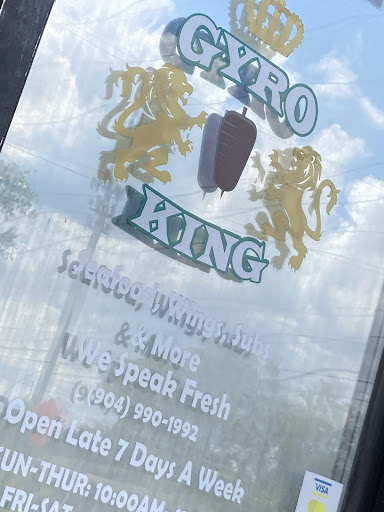 GYRO
KING
Seafood, Wings, Subs
& More
We Speak Fresh
(904) 990-1992
Open Late 7 Days A Week
SUN-THUR: 10:00AM
FRI-SAT
VISA